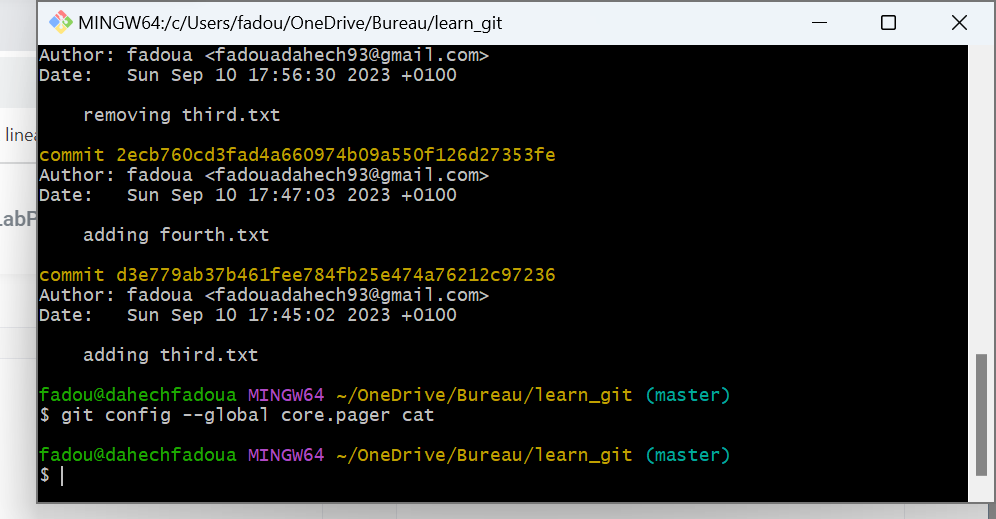 MINGW64:/c/Users/fadou/OneDrive/Bureau/learn_git
Author: fadoua <fadouadahech93@gmail.com>
Date:   Sun Sep 10 17:56:30 2023 +0100
    removing third.txt
commit 2ecb760cd3fad4a660974b09a550f126d27353fe
Author: fadoua <fadouadahech93@gmail.com>
Date:   Sun Sep 10 17:47:03 2023 +0100
    adding fourth.txt
commit d3e779ab37b461fee784fb25e474a76212c97236
Author: fadoua <fadouadahech93@gmail.com>
Date:   Sun Sep 10 17:45:02 2023 +0100
    adding third.txt
fadou@dahechfadoua MINGW64 ~/OneDrive/Bureau/learn_git (master)
$ git config --global core.pager cat
fadou@dahechfadoua MINGW64 ~/OneDrive/Bureau/learn_git (master)
$